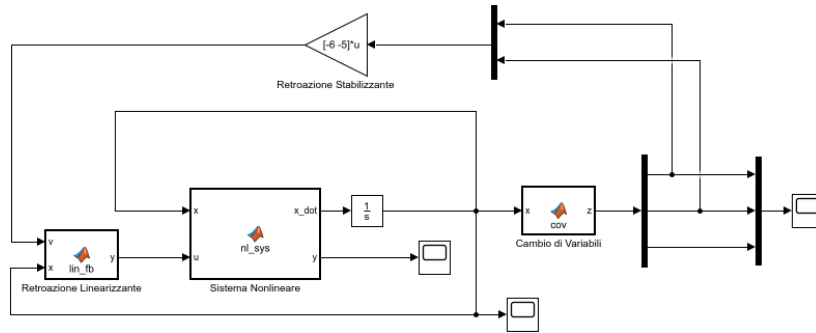 [-6 -5]*u
Retroazione Stabilizzante
x
x_dot
1
s
x
z
cov
Cambio di Variabili
v
x
y
lin_fb
Retroazione Linearizzante
nl_sys
u
y
Sistema Nonlineare